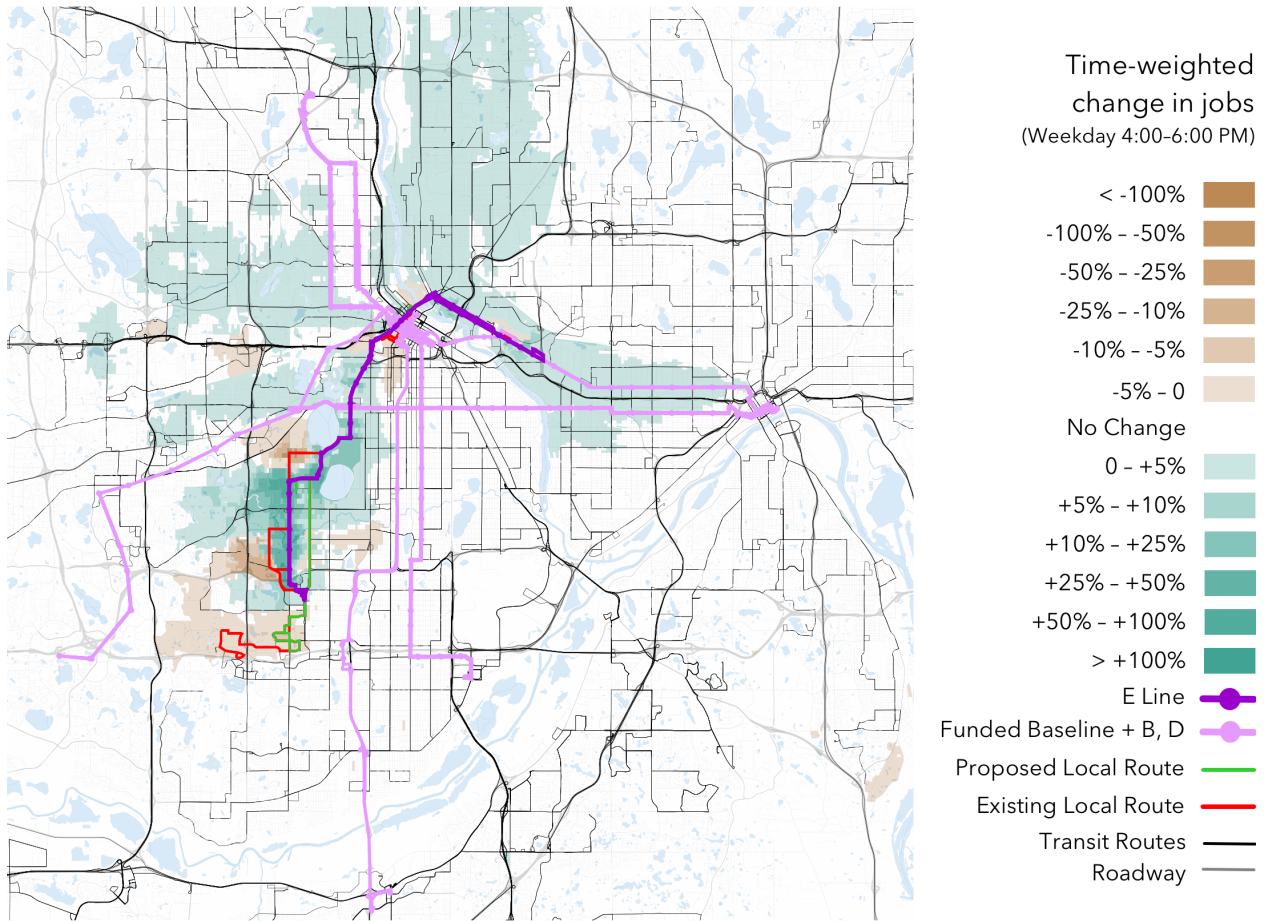 Time-weighted
change in jobs
(Weekday 4:00–6:00 PM)
< -100%
-100% – -50%
-50% – -25%
-25% – -10%
-10% – -5%
-5% – 0
No Change
0 – +5%
+5% – +10%
+10% – +25%
+25% – +50%
+50% – +100%
> +100%
E Line
Funded Baseline + B, D
Proposed Local Route
Existing Local Route
Transit Routes
Roadway